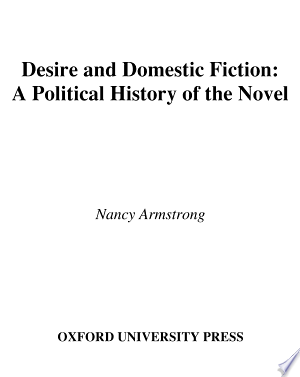 Desire and Domestic Fiction:
A Political History of the Novel
Nancy Armstrong
OXFORD UNIVERSITY PRESS